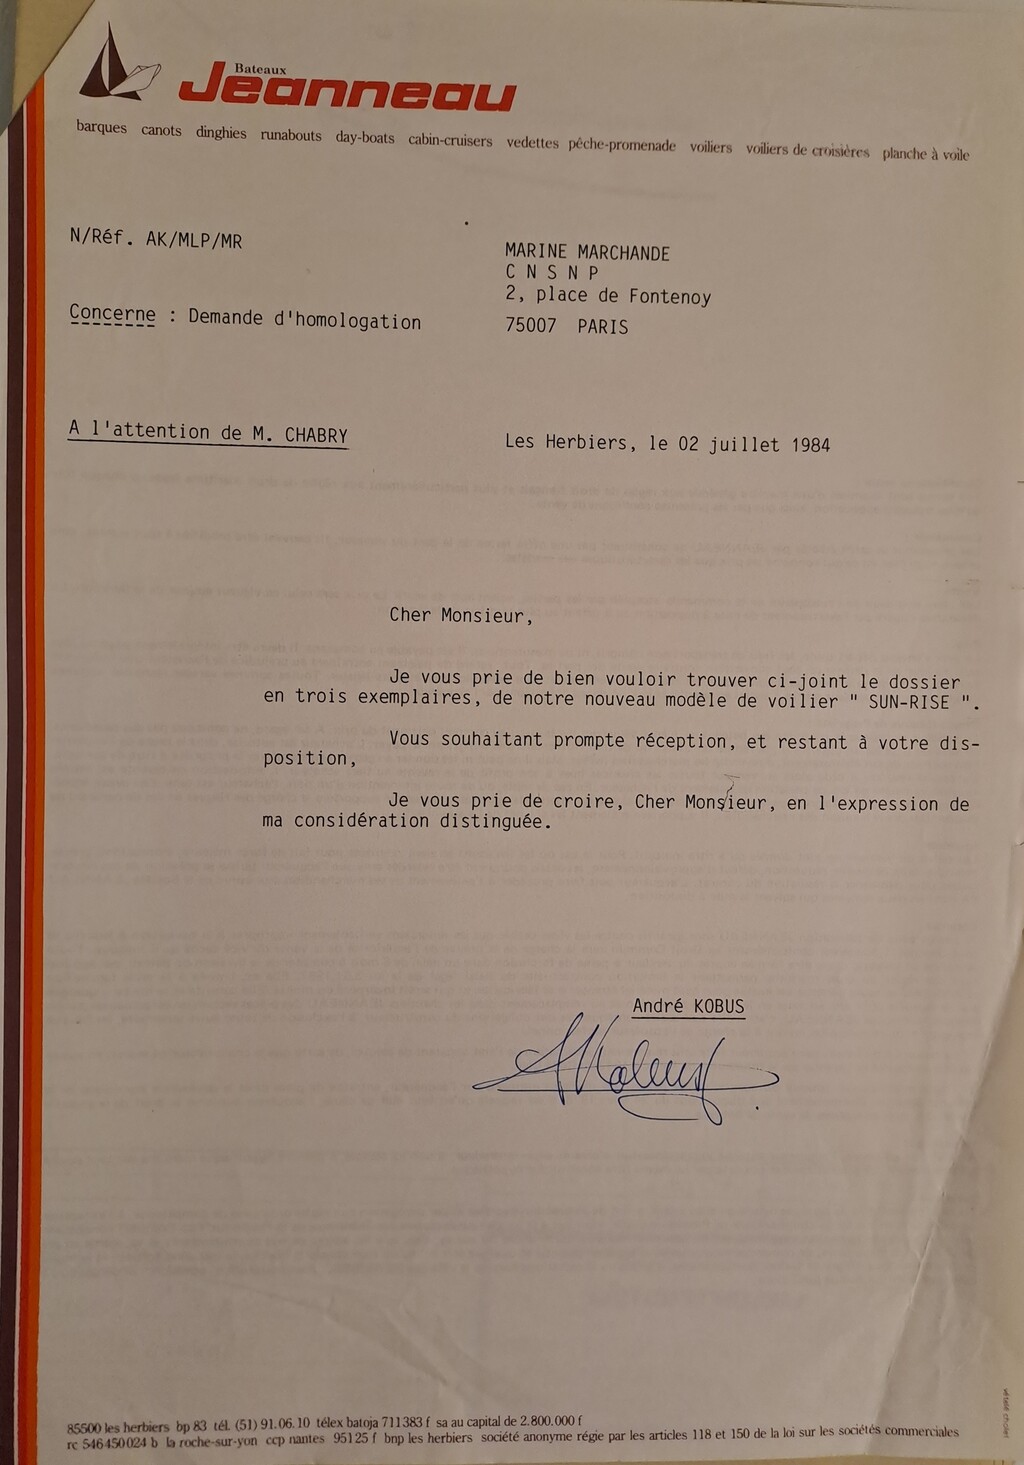 Bateaux
Jeanneau
barques canots dinghies runabouts day-boats cabin-cruisers vedettes pêche-promenade voiliers voiliers de croisières planche à voile
N/Réf. AK/MLP/MR
MARINE MARCHANDE
C N S N P
2, place de Fontenoy
75007 PARIS
Concerne : Demande d'homologation
A l'attention de M. CHABRY
Les Herbiers, le 02 juillet 1984
Cher Monsieur,
Je vous prie de bien vouloir trouver ci-joint le dossier
en trois exemplaires, de notre nouveau modèle de voilier " SUN-RISE ".
Vous souhaitant prompte réception, et restant à votre dis-
position,
Je vous prie de croire, Cher Monsieur, en l'expression de
ma considération distinguée.
André KOBUS
AKobus
85500 les herbiers bp 83 tél. (51) 91.06.10 télex batoja 711383 f sa au capital de 2.800.000 f
rc 546450024 b la roche-sur-yon ccp nantes 95125 f bnp les herbiers société anonyme régie par les articles 118 et 150 de la loi sur les sociétés commerciales